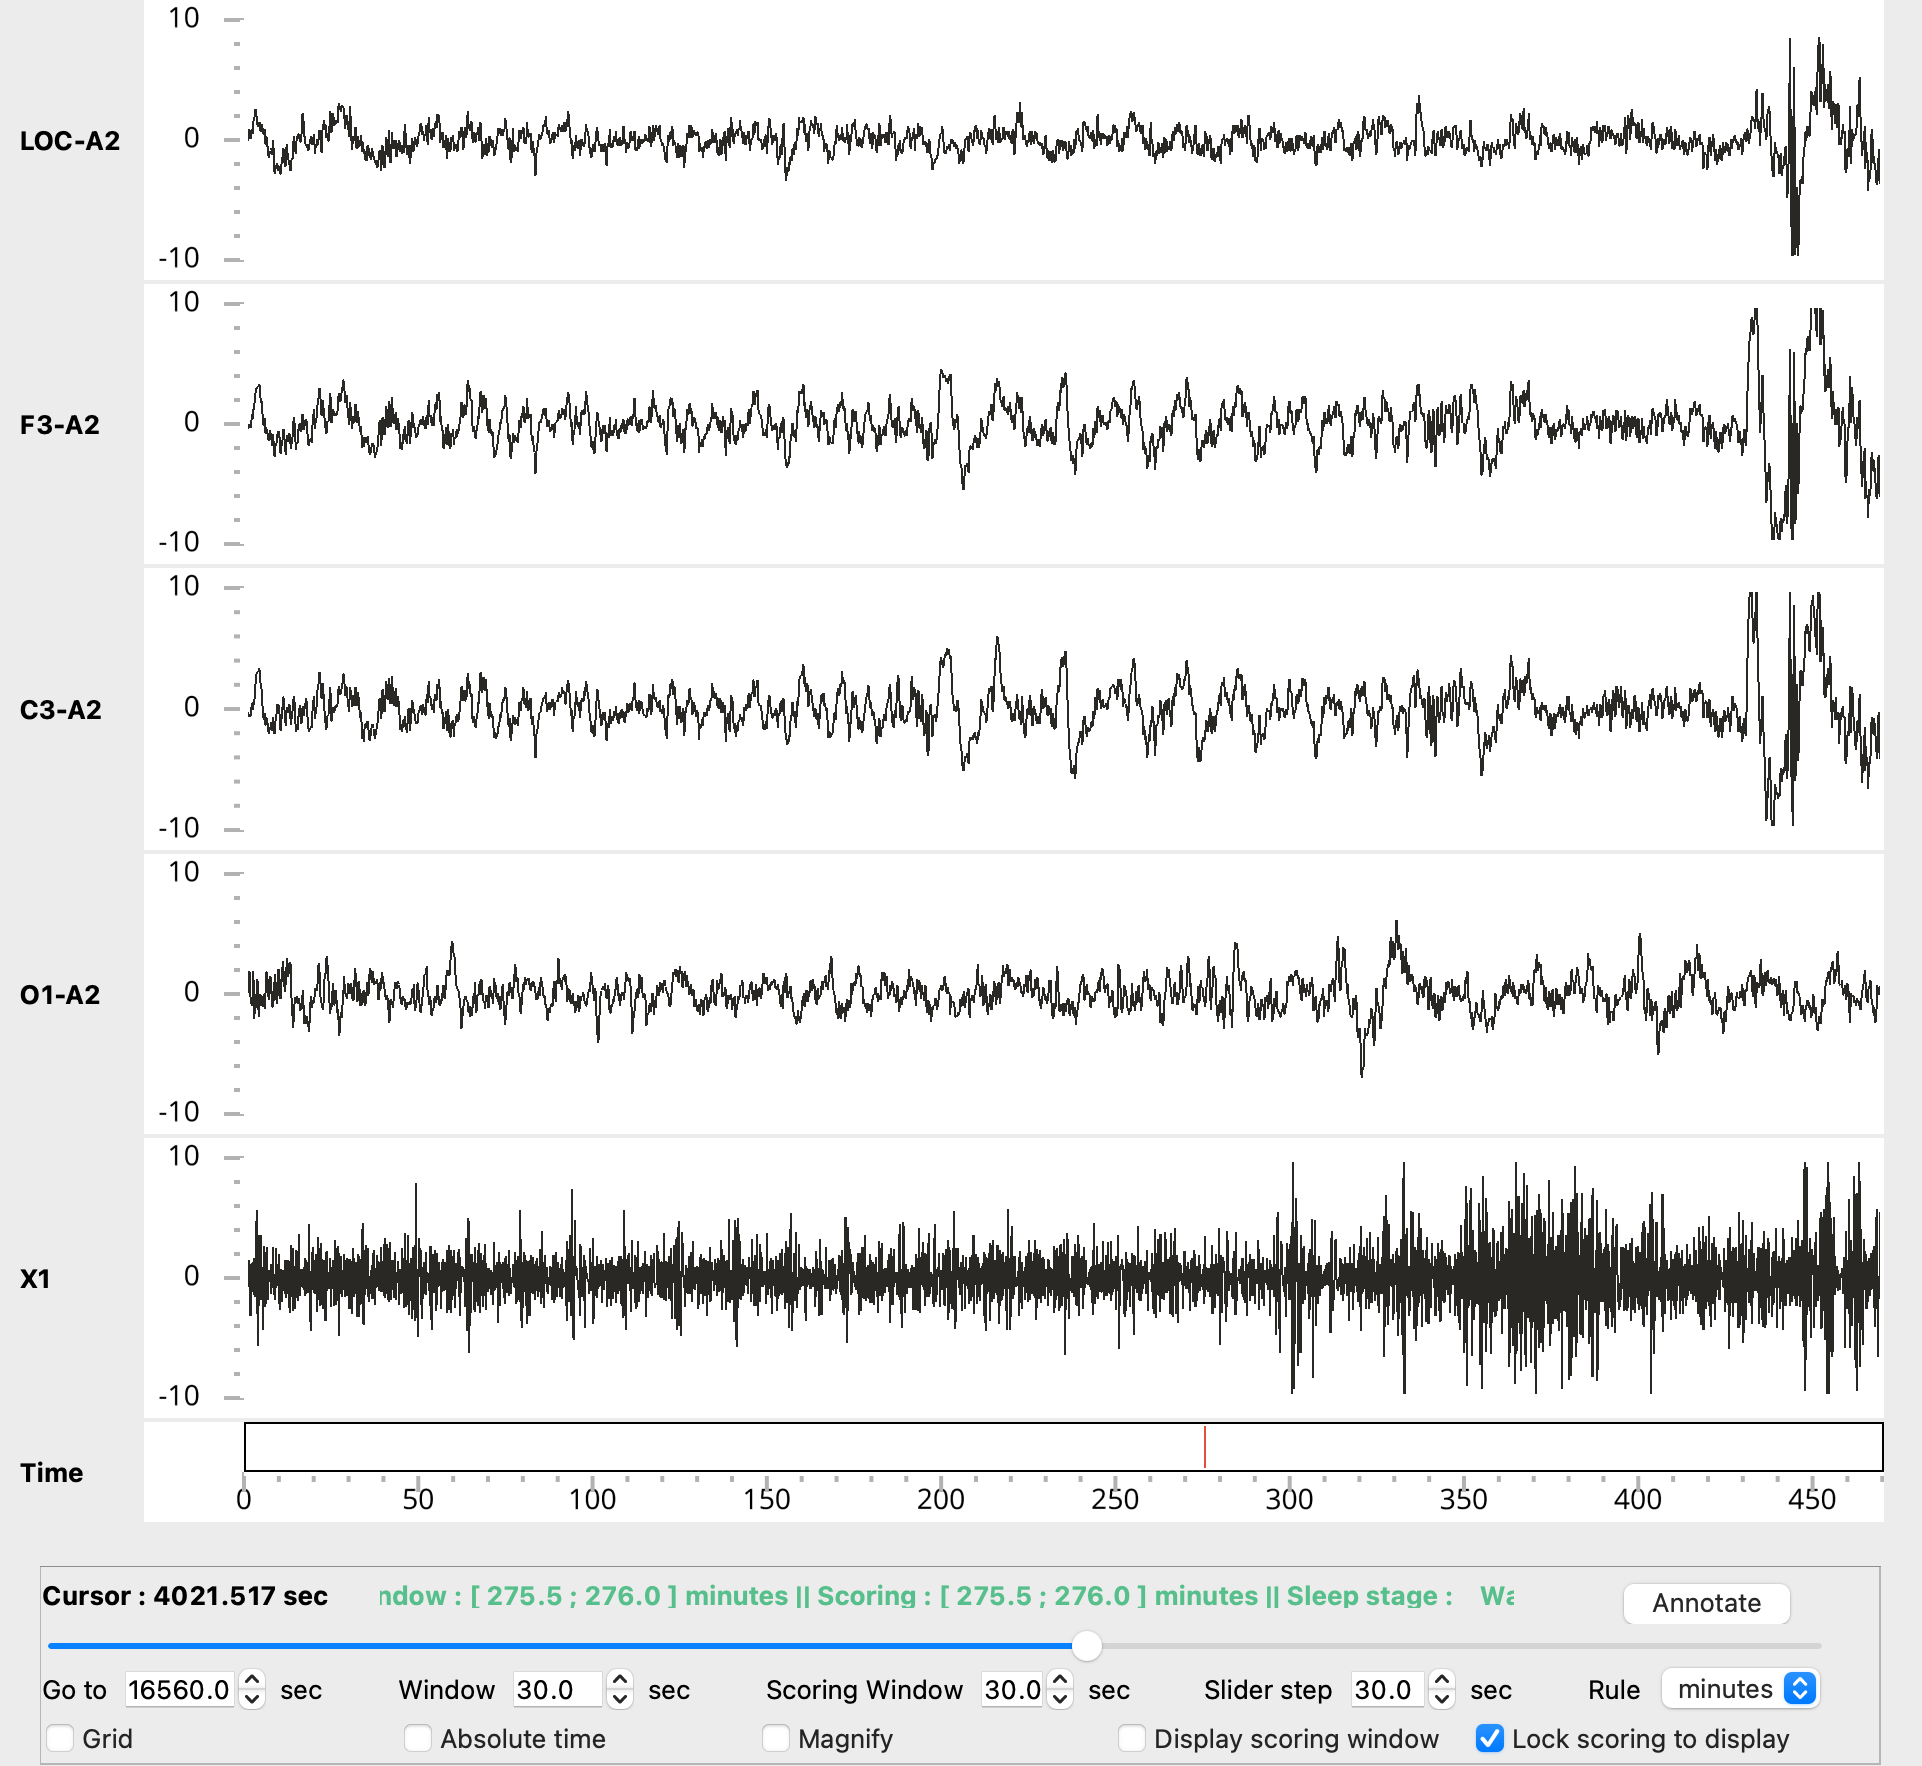 10
LOC-A2
0
-10
10
F3-A2
0
-10
10
C3-A2
0
-10
10
O1-A2
0
-10
10
X1
0
-10
Time
0 50 100 150 200 250 300 350 400 450
Cursor : 4021.517 sec ndow : [ 275.5 ; 276.0 ] minutes || Scoring : [ 275.5 ; 276.0 ] minutes || Sleep stage : Wa Annotate
Go to 16560.0 sec Window 30.0 sec Scoring Window 30.0 sec Slider step 30.0 sec Rule minutes
Grid Absolute time Magnify Display scoring window Lock scoring to display